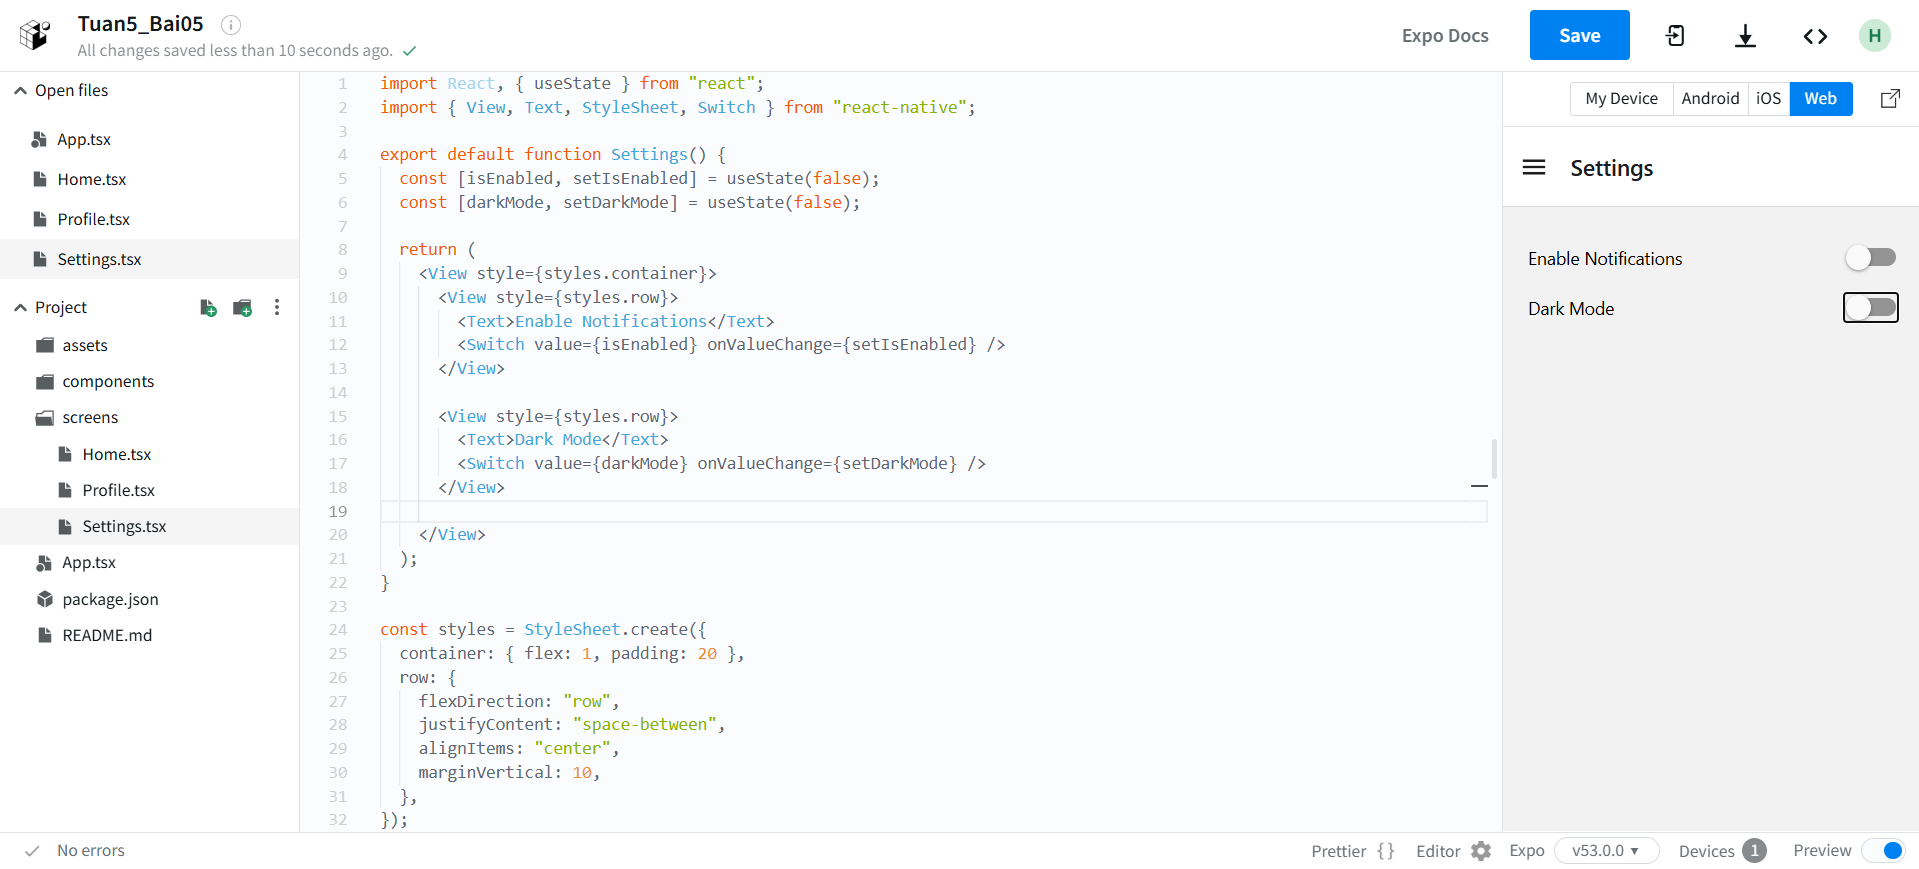 Tuan5_Bai05
All changes saved less than 10 seconds ago.
Expo Docs
Save
H
Open files
App.tsx
Home.tsx
Profile.tsx
Settings.tsx
Project
assets
components
screens
Home.tsx
Profile.tsx
Settings.tsx
App.tsx
package.json
README.md
1 import React, { useState } from "react";
2 import { View, Text, StyleSheet, Switch } from "react-native";
3
4 export default function Settings() {
5   const [isEnabled, setIsEnabled] = useState(false);
6   const [darkMode, setDarkMode] = useState(false);
7
8   return (
9     <View style={styles.container}>
10       <View style={styles.row}>
11         <Text>Enable Notifications</Text>
12         <Switch value={isEnabled} onValueChange={setIsEnabled} />
13       </View>
14
15       <View style={styles.row}>
16         <Text>Dark Mode</Text>
17         <Switch value={darkMode} onValueChange={setDarkMode} />
18       </View>
19
20     </View>
21   );
22 }
23
24 const styles = StyleSheet.create({
25   container: { flex: 1, padding: 20 },
26   row: {
27     flexDirection: "row",
28     justifyContent: "space-between",
29     alignItems: "center",
30     marginVertical: 10,
31   },
32 });
My Device Android iOS Web
Settings
Enable Notifications
Dark Mode
No errors
Prettier {} Editor Expo v53.0.0 Devices 1 Preview